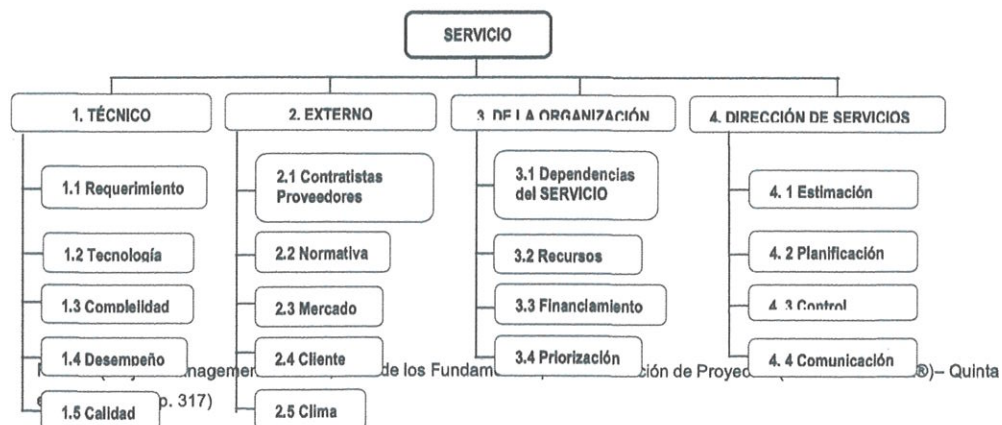 SERVICIO
1. TÉCNICO
1.1 Requerimiento
1.2 Tecnología
1.3 Complejidad
1.4 Desempeño
1.5 Calidad
2. EXTERNO
2.1 Contratistas
Proveedores
2.2 Normativa
2.3 Mercado
2.4 Cliente
2.5 Clima
3. DE LA ORGANIZACIÓN
3.1 Dependencias
del SERVICIO
3.2 Recursos
3.3 Financiamiento
3.4 Priorización
4. DIRECCIÓN DE SERVICIOS
4. 1 Estimación
4. 2 Planificación
4. 3 Control
4. 4 Comunicación
de los Fundam ción de Proye ®)– Quinta
p. 317)